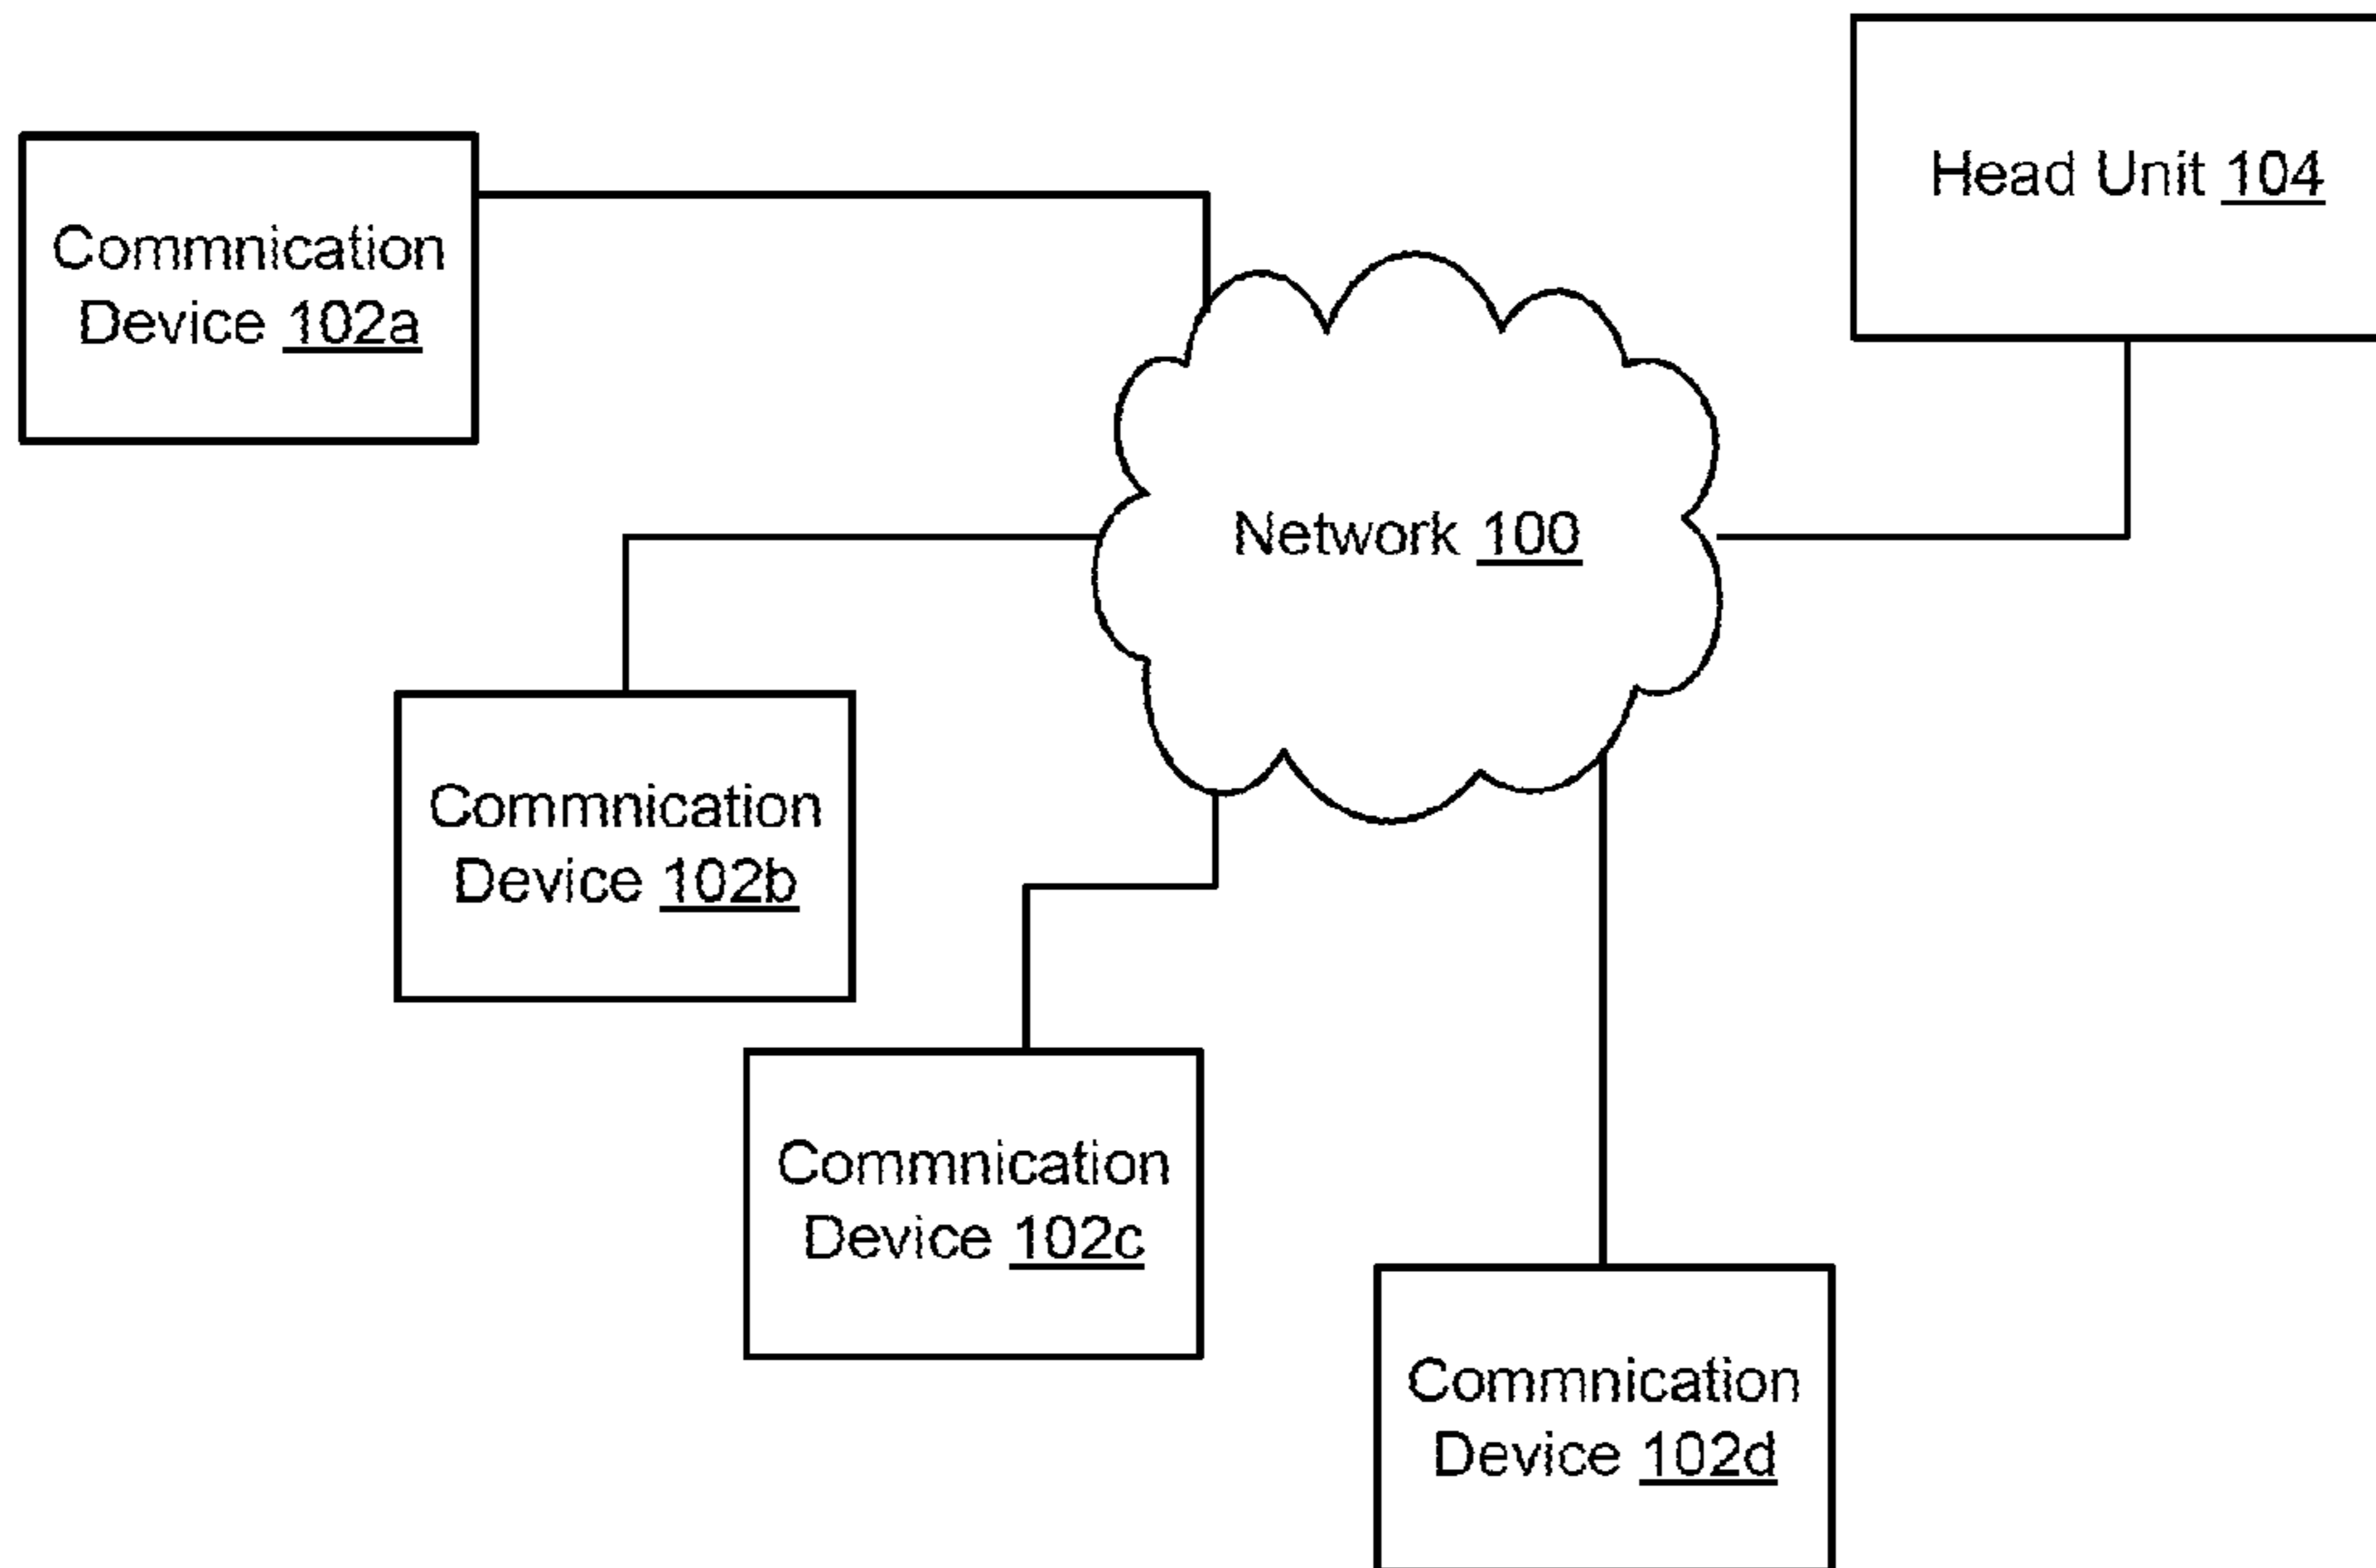 Head Unit 104
Commnication
Device 102a
Network 100
Commnication
Device 102b
Commnication
Device 102c
Commnication
Device 102d